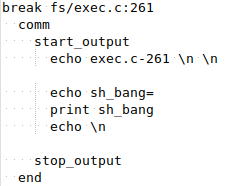 break fs/exec.c:261
comm
start_output
echo exec.c-261 \n \n
echo sh_bang=
print sh_bang
echo \n
stop_output
end